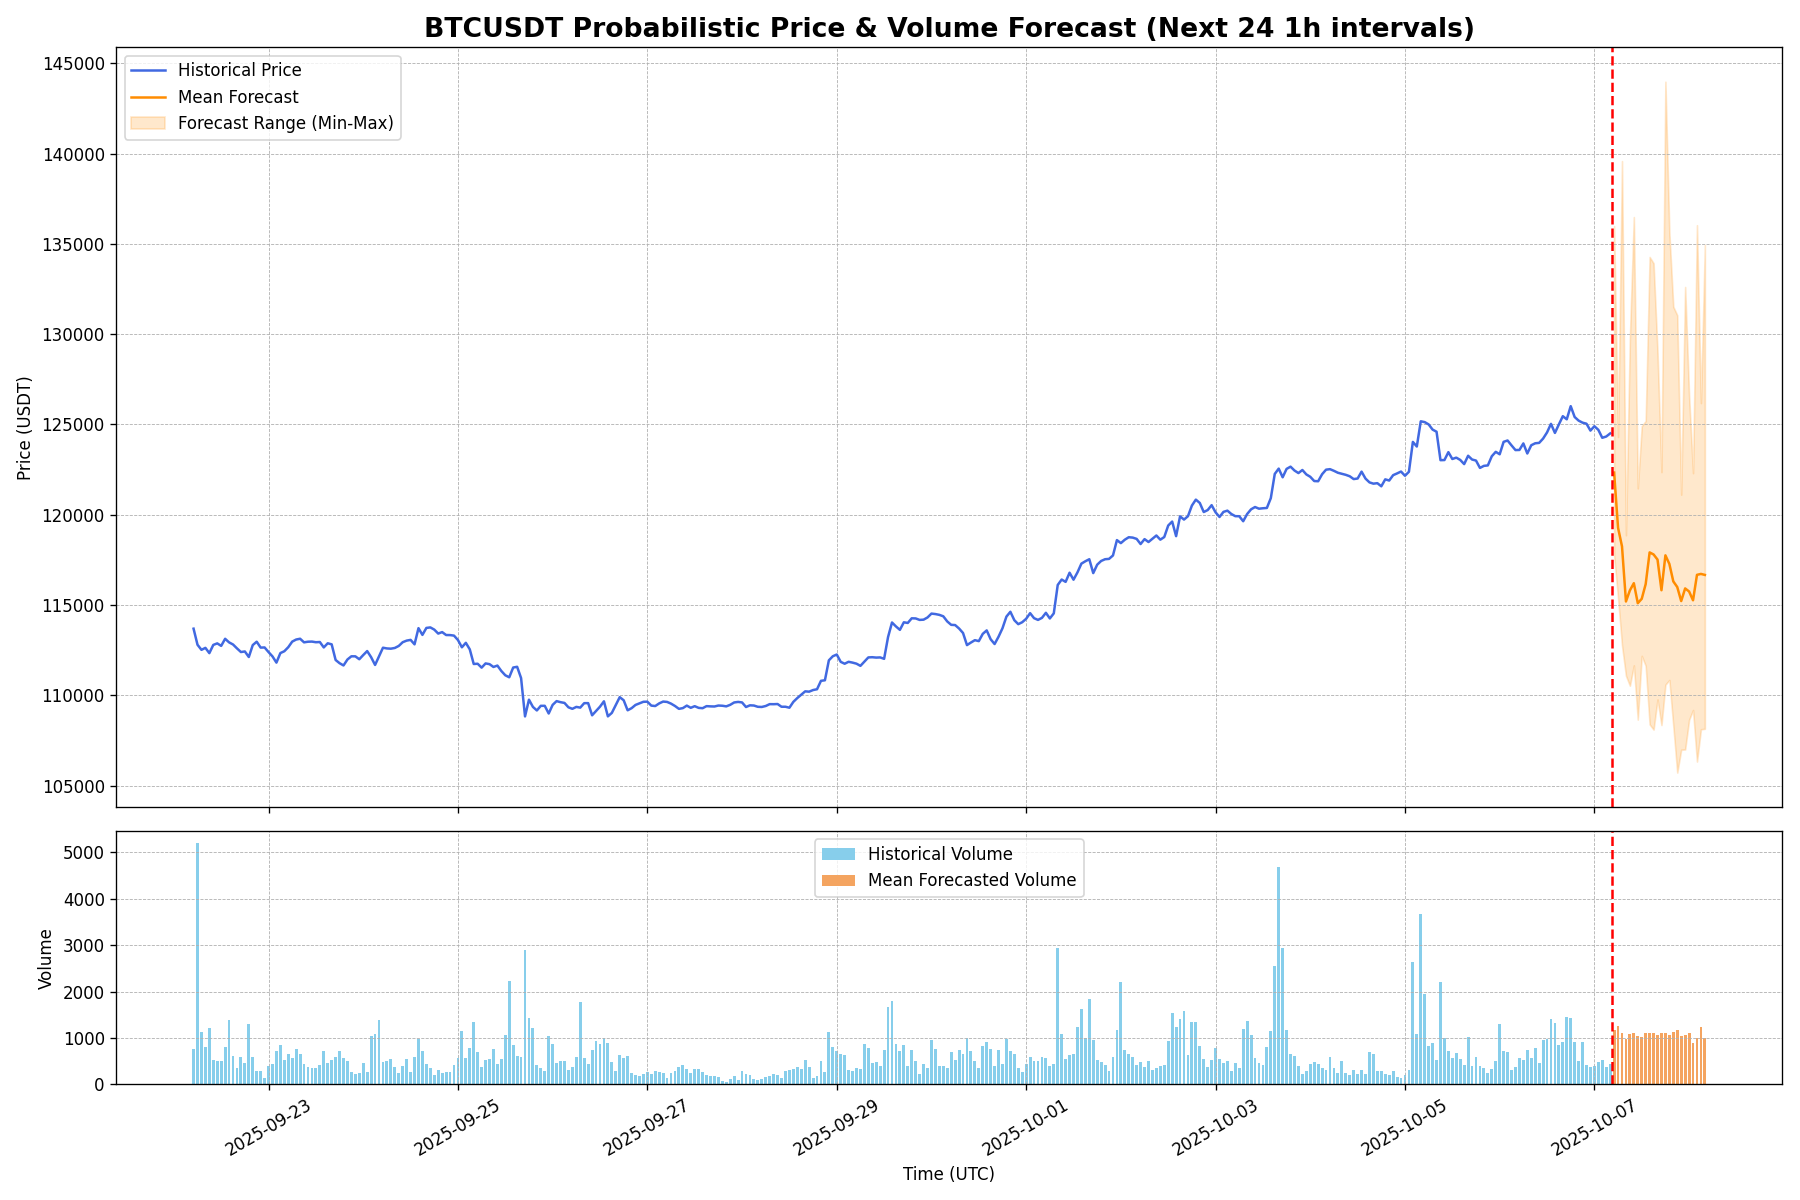 BTCUSDT Probabilistic Price & Volume Forecast (Next 24 1h intervals)
Historical Price
Mean Forecast
Forecast Range (Min-Max)
Price (USDT)
145000
140000
135000
130000
125000
120000
115000
110000
105000
Historical Volume
Mean Forecasted Volume
Volume
5000
4000
3000
2000
1000
0
2025-09-23
2025-09-25
2025-09-27
2025-09-29
2025-10-01
2025-10-03
2025-10-05
2025-10-07
Time (UTC)